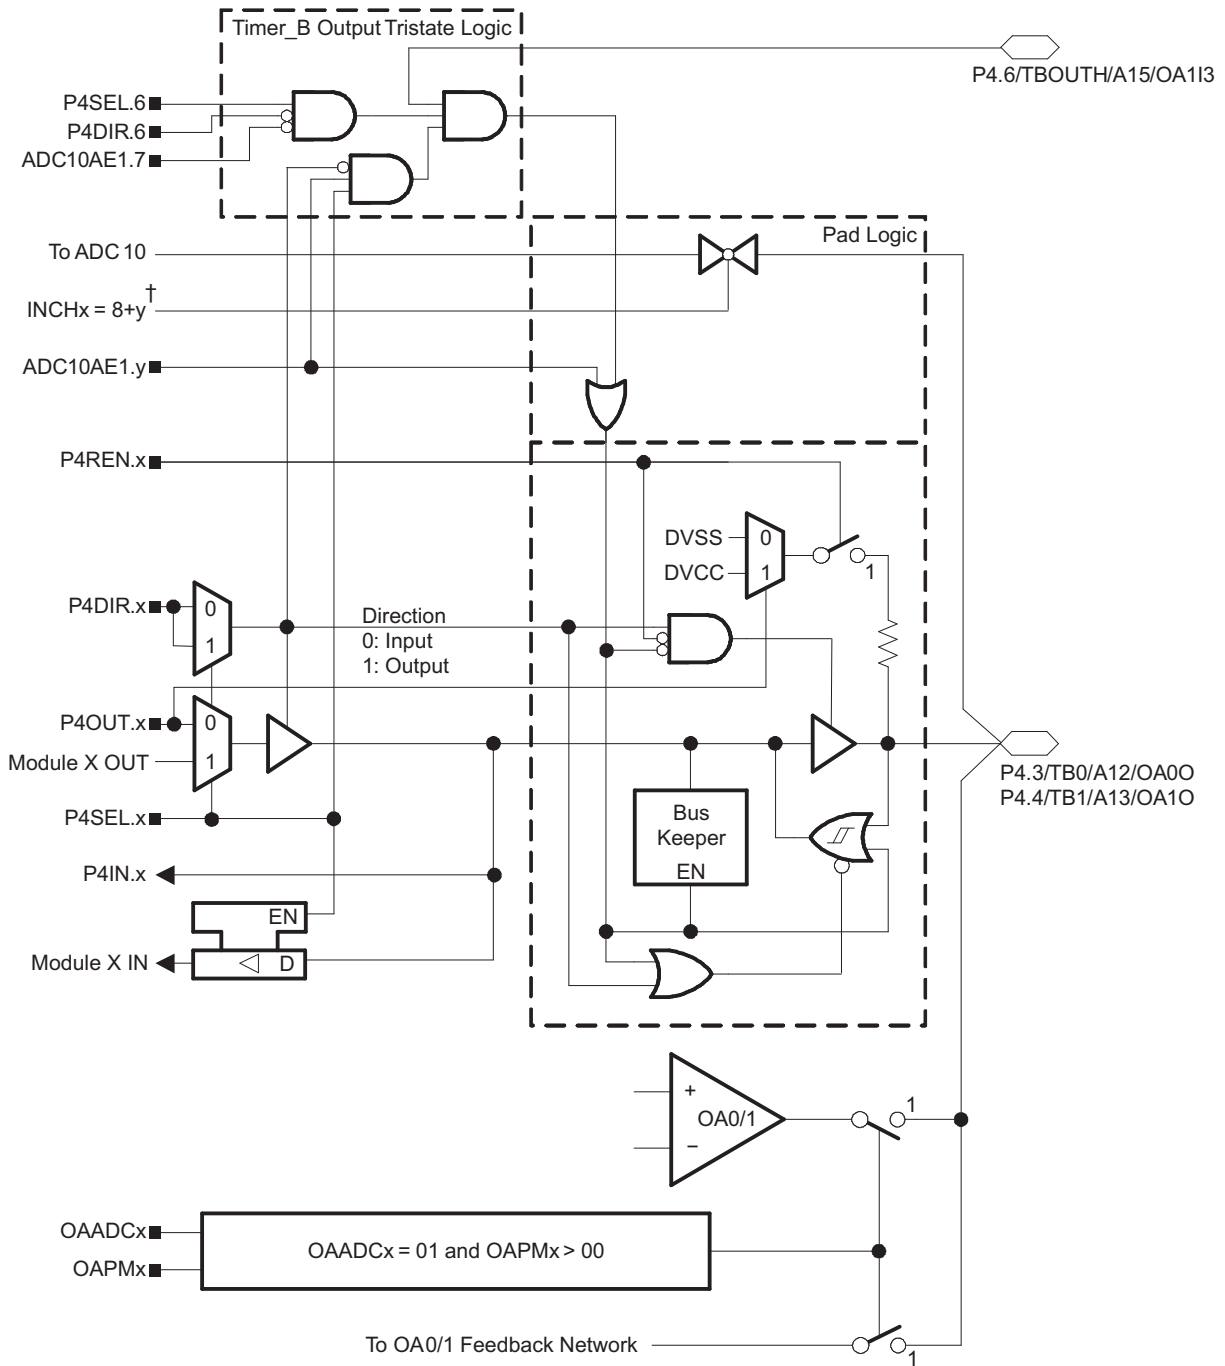 Timer_B Output Tristate Logic
P4.6/TBOUTH/A15/OA1I3
P4SEL.6
P4DIR.6
ADC10AE1.7
Pad Logic
To ADC 10
INCHx = 8+y†
ADC10AE1.y
P4REN.x
DVSS
0
DVCC
1
1
P4DIR.x
0
1
Direction
0: Input
1: Output
P4OUT.x
0
Module X OUT
1
P4.3/TB0/A12/OA0O
P4.4/TB1/A13/OA1O
P4SEL.x
Bus
Keeper
EN
P4IN.x
EN
Module X IN
D
+
OA0/1
−
1
OAADCx
OAPMx
OAADCx = 01 and OAPMx > 00
To OA0/1 Feedback Network
1